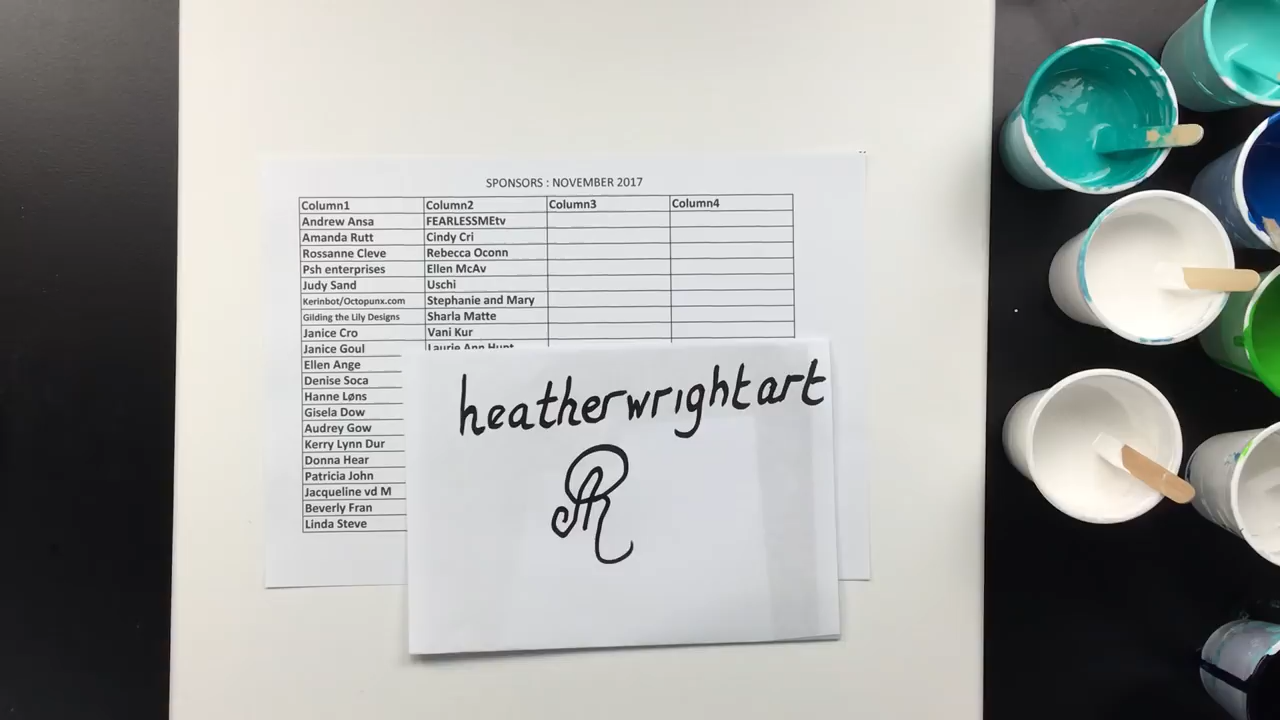 SPONSORS : NOVEMBER 2017
Column1 Column2 Column3 Column4
Andrew Ansa FEARLESSMEtv
Amanda Rutt Cindy Cri
Rossanne Cleve Rebecca Oconn
Psh enterprises Ellen McAv
Judy Sand Uschi
Kerinbot/Octopunx.com Stephanie and Mary
Gilding the Lily Designs Sharla Matte
Janice Cro Vani Kur
Janice Goul Laurie Ann Hunt
Ellen Ange
Denise Soca
Hanne Løns
Gisela Dow
Audrey Gow
Kerry Lynn Dur
Donna Hear
Patricia John
Jacqueline vd M
Beverly Fran
Linda Steve
heatherwrightart